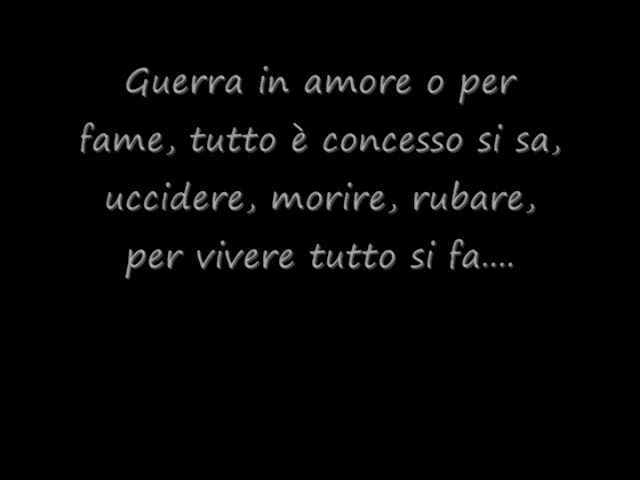 Guerra in amore o per
fame, tutto è concesso si sa,
uccidere, morire, rubare,
per vivere tutto si fa....